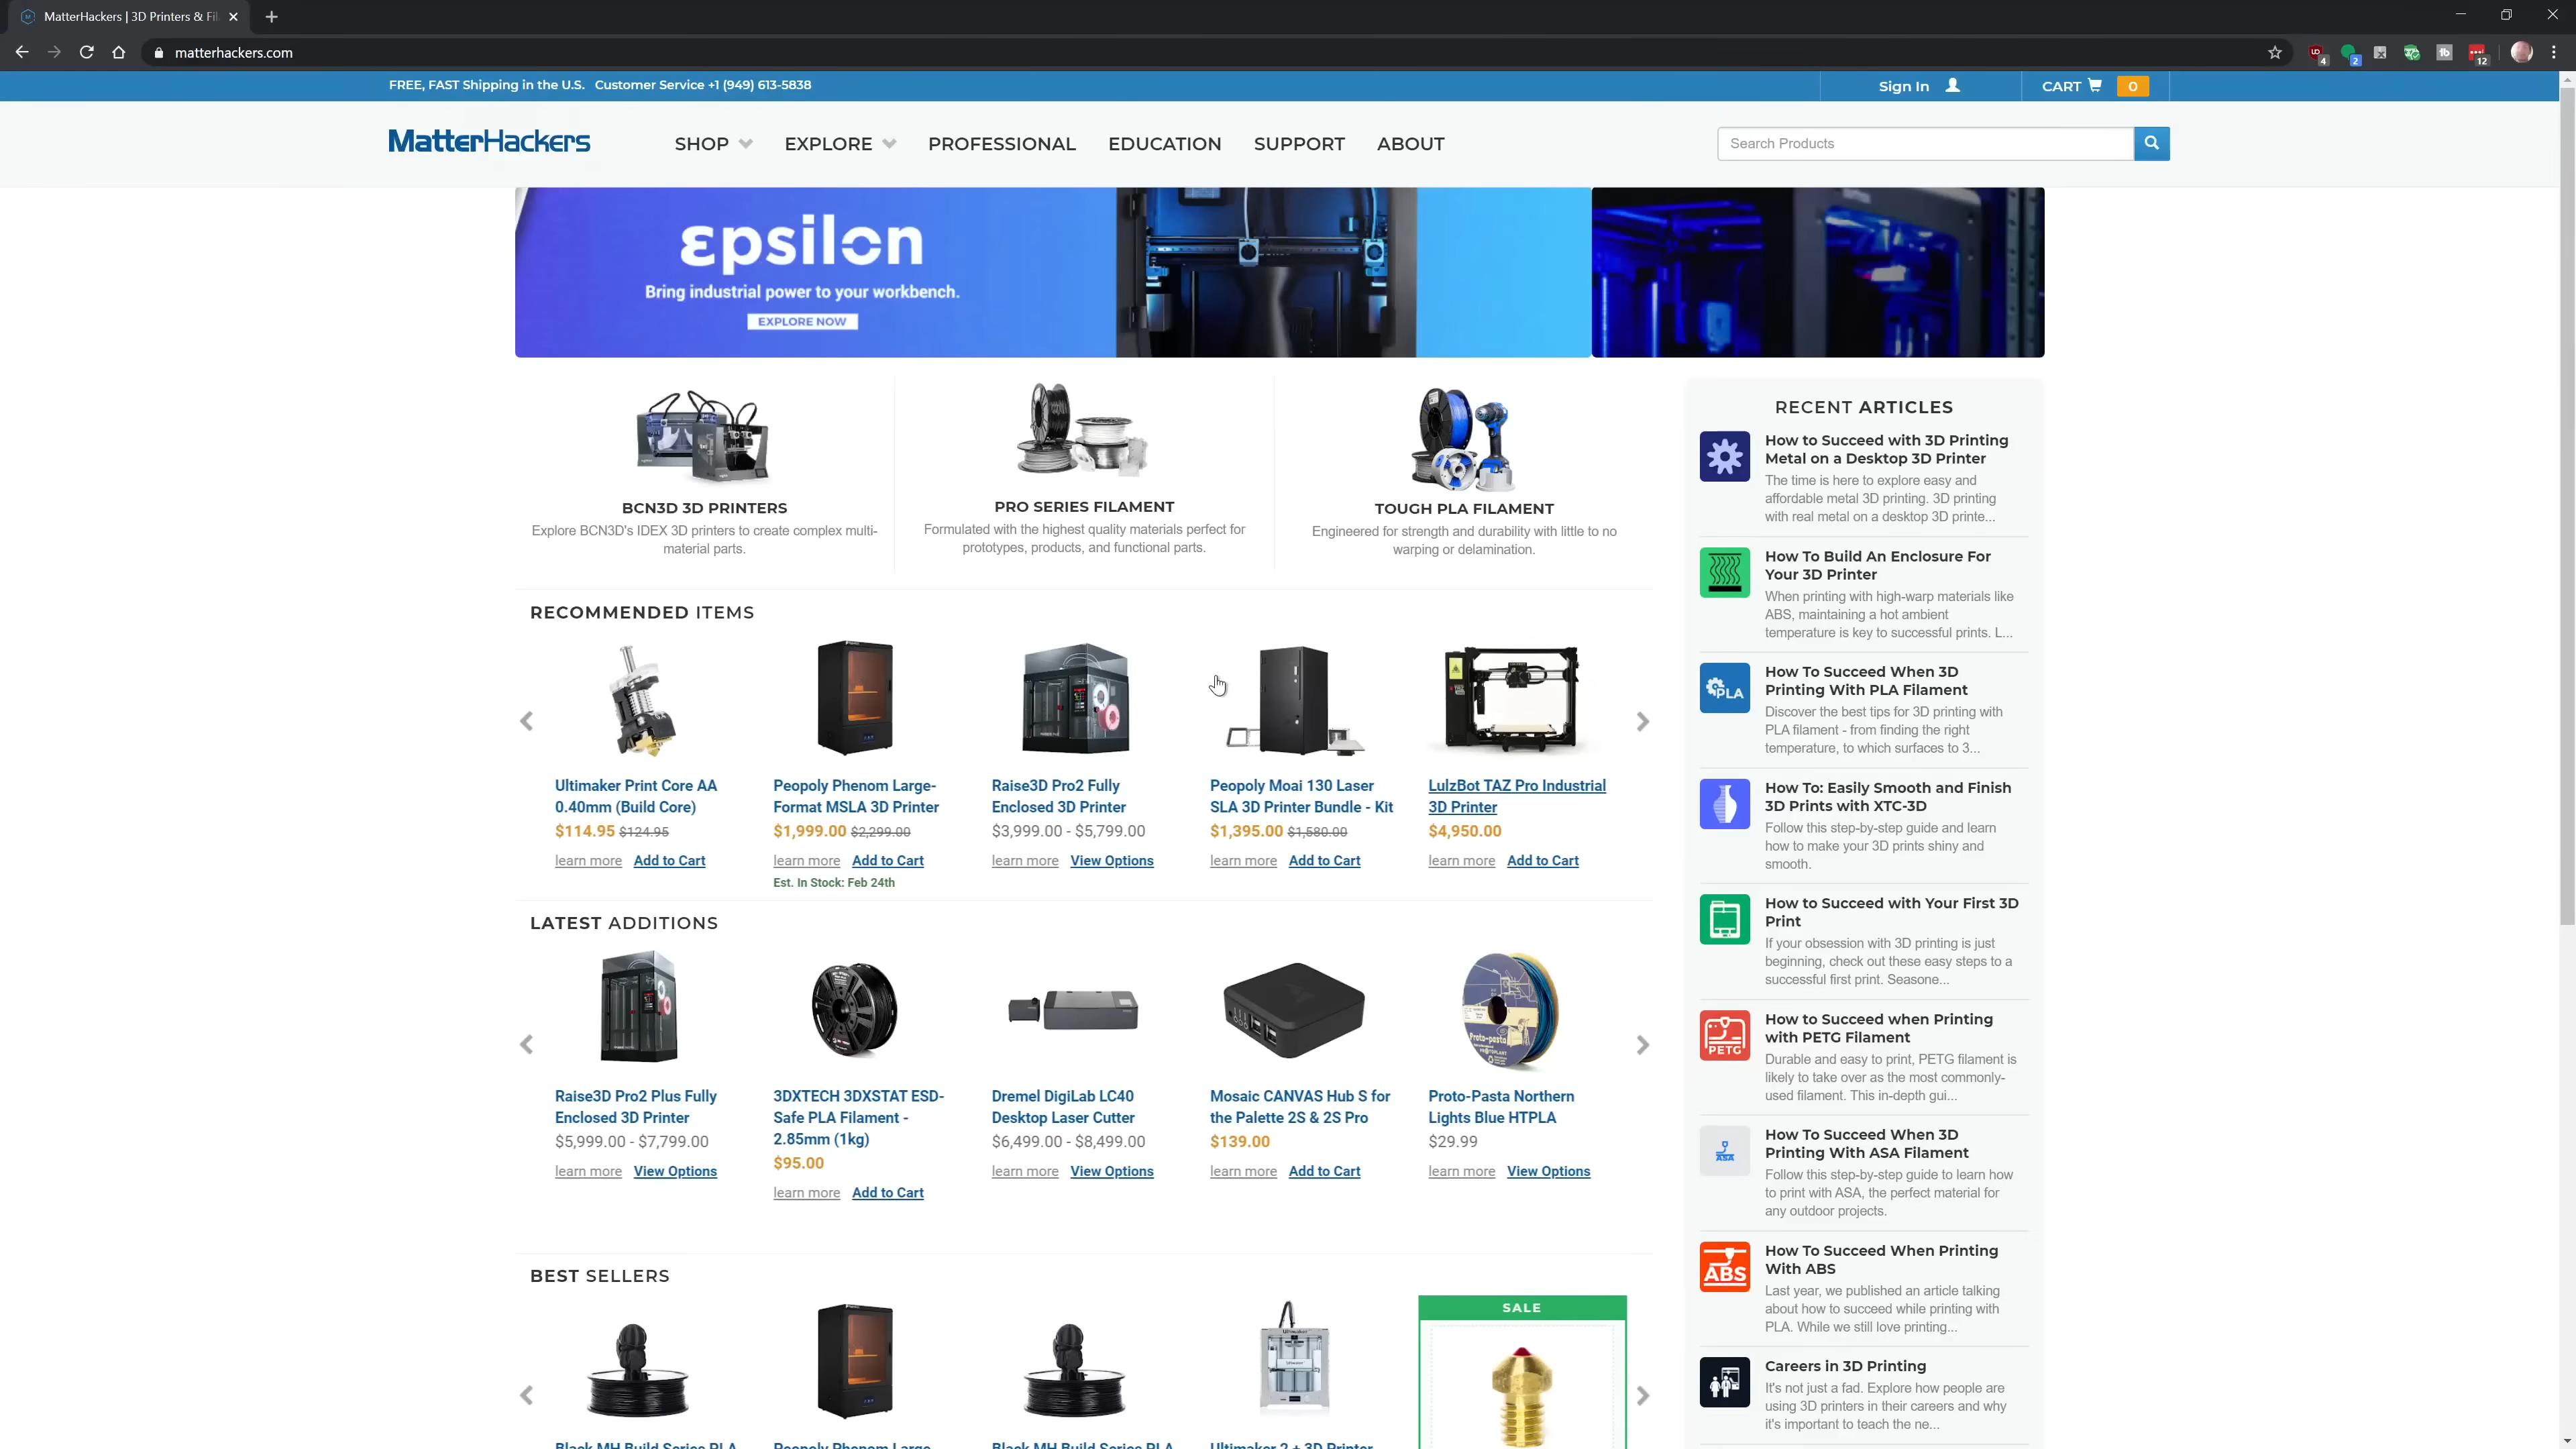 MatterHackers | 3D Printers & Fil
matterhackers.com
4
2
12
FREE, FAST Shipping in the U.S. Customer Service +1 (949) 613-5838
Sign In
CART 0
MatterHackers
SHOP EXPLORE PROFESSIONAL EDUCATION SUPPORT ABOUT
Search Products
epsilon
Bring industrial power to your workbench.
EXPLORE NOW
BCN3D 3D PRINTERS
Explore BCN3D's IDEX 3D printers to create complex multi-
material parts.
PRO SERIES FILAMENT
Formulated with the highest quality materials perfect for
prototypes, products, and functional parts.
TOUGH PLA FILAMENT
Engineered for strength and durability with little to no
warping or delamination.
RECOMMENDED ITEMS
Ultimaker Print Core AA
0.40mm (Build Core)
$114.95 $124.95
learn more Add to Cart
Peopoly Phenom Large-
Format MSLA 3D Printer
$1,999.00 $2,299.00
learn more Add to Cart
Est. In Stock: Feb 24th
Raise3D Pro2 Fully
Enclosed 3D Printer
$3,999.00 - $5,799.00
learn more View Options
Peopoly Moai 130 Laser
SLA 3D Printer Bundle - Kit
$1,395.00 $1,580.00
learn more Add to Cart
LulzBot TAZ Pro Industrial
3D Printer
$4,950.00
learn more Add to Cart
LATEST ADDITIONS
Raise3D Pro2 Plus Fully
Enclosed 3D Printer
$5,999.00 - $7,799.00
learn more View Options
3DXTECH 3DXSTAT ESD-
Safe PLA Filament -
2.85mm (1kg)
$95.00
learn more Add to Cart
Dremel DigiLab LC40
Desktop Laser Cutter
$6,499.00 - $8,499.00
learn more View Options
Mosaic CANVAS Hub S for
the Palette 2S & 2S Pro
$139.00
learn more Add to Cart
Proto-pasta
Proto-Pasta Northern
Lights Blue HTPLA
$29.99
learn more View Options
BEST SELLERS
SALE
Black MH Build Series PLA
Peopoly Phenom Large-
Black MH Build Series PLA
Ultimaker 2 + 3D Printer
RECENT ARTICLES
How to Succeed with 3D Printing
Metal on a Desktop 3D Printer
The time is here to explore easy and
affordable metal 3D printing. 3D printing
with real metal on a desktop 3D printe...
How To Build An Enclosure For
Your 3D Printer
When printing with high-warp materials like
ABS, maintaining a hot ambient
temperature is key to successful prints. L...
PLA
How To Succeed When 3D
Printing With PLA Filament
Discover the best tips for 3D printing with
PLA filament - from finding the right
temperature, to which surfaces to 3...
How To: Easily Smooth and Finish
3D Prints with XTC-3D
Follow this step-by-step guide and learn
how to make your 3D prints shiny and
smooth.
How to Succeed with Your First 3D
Print
If your obsession with 3D printing is just
beginning, check out these easy steps to a
successful first print. Seasone...
PETG
How to Succeed when Printing
with PETG Filament
Durable and easy to print, PETG filament is
likely to take over as the most commonly-
used filament. This in-depth gui...
ASA
How To Succeed When 3D
Printing With ASA Filament
Follow this step-by-step guide to learn how
to print with ASA, the perfect material for
any outdoor projects.
ABS
How To Succeed When Printing
With ABS
Last year, we published an article talking
about how to succeed while printing with
PLA. While we still love printing...
Careers in 3D Printing
It's not just a fad. Explore how people are
using 3D printers in their careers and why
it's important to teach the ne...